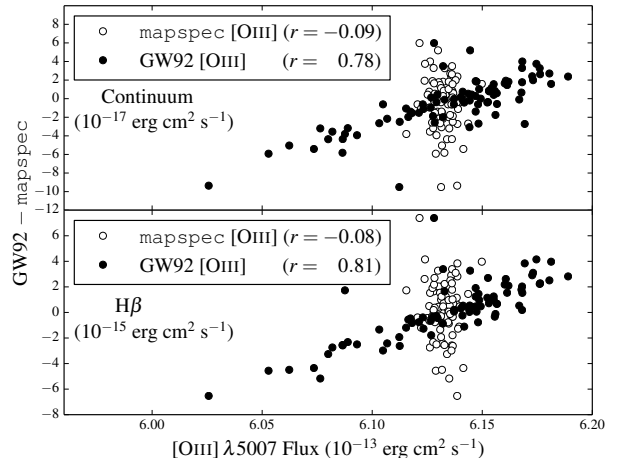 8
6
4
2
0
−2
−4
−6
−8
−10
−12
mapspec [OIII] (r = −0.09)
GW92 [OIII] (r = 0.78)
Continuum
(10−17 erg cm2 s−1)
GW92 − mapspec
8
6
4
2
0
−2
−4
−6
−8
mapspec [OIII] (r = −0.08)
GW92 [OIII] (r = 0.81)
Hβ
(10−15 erg cm2 s−1)
6.00 6.05 6.10 6.15 6.20
[OIII] λ5007 Flux (10−13 erg cm2 s−1)